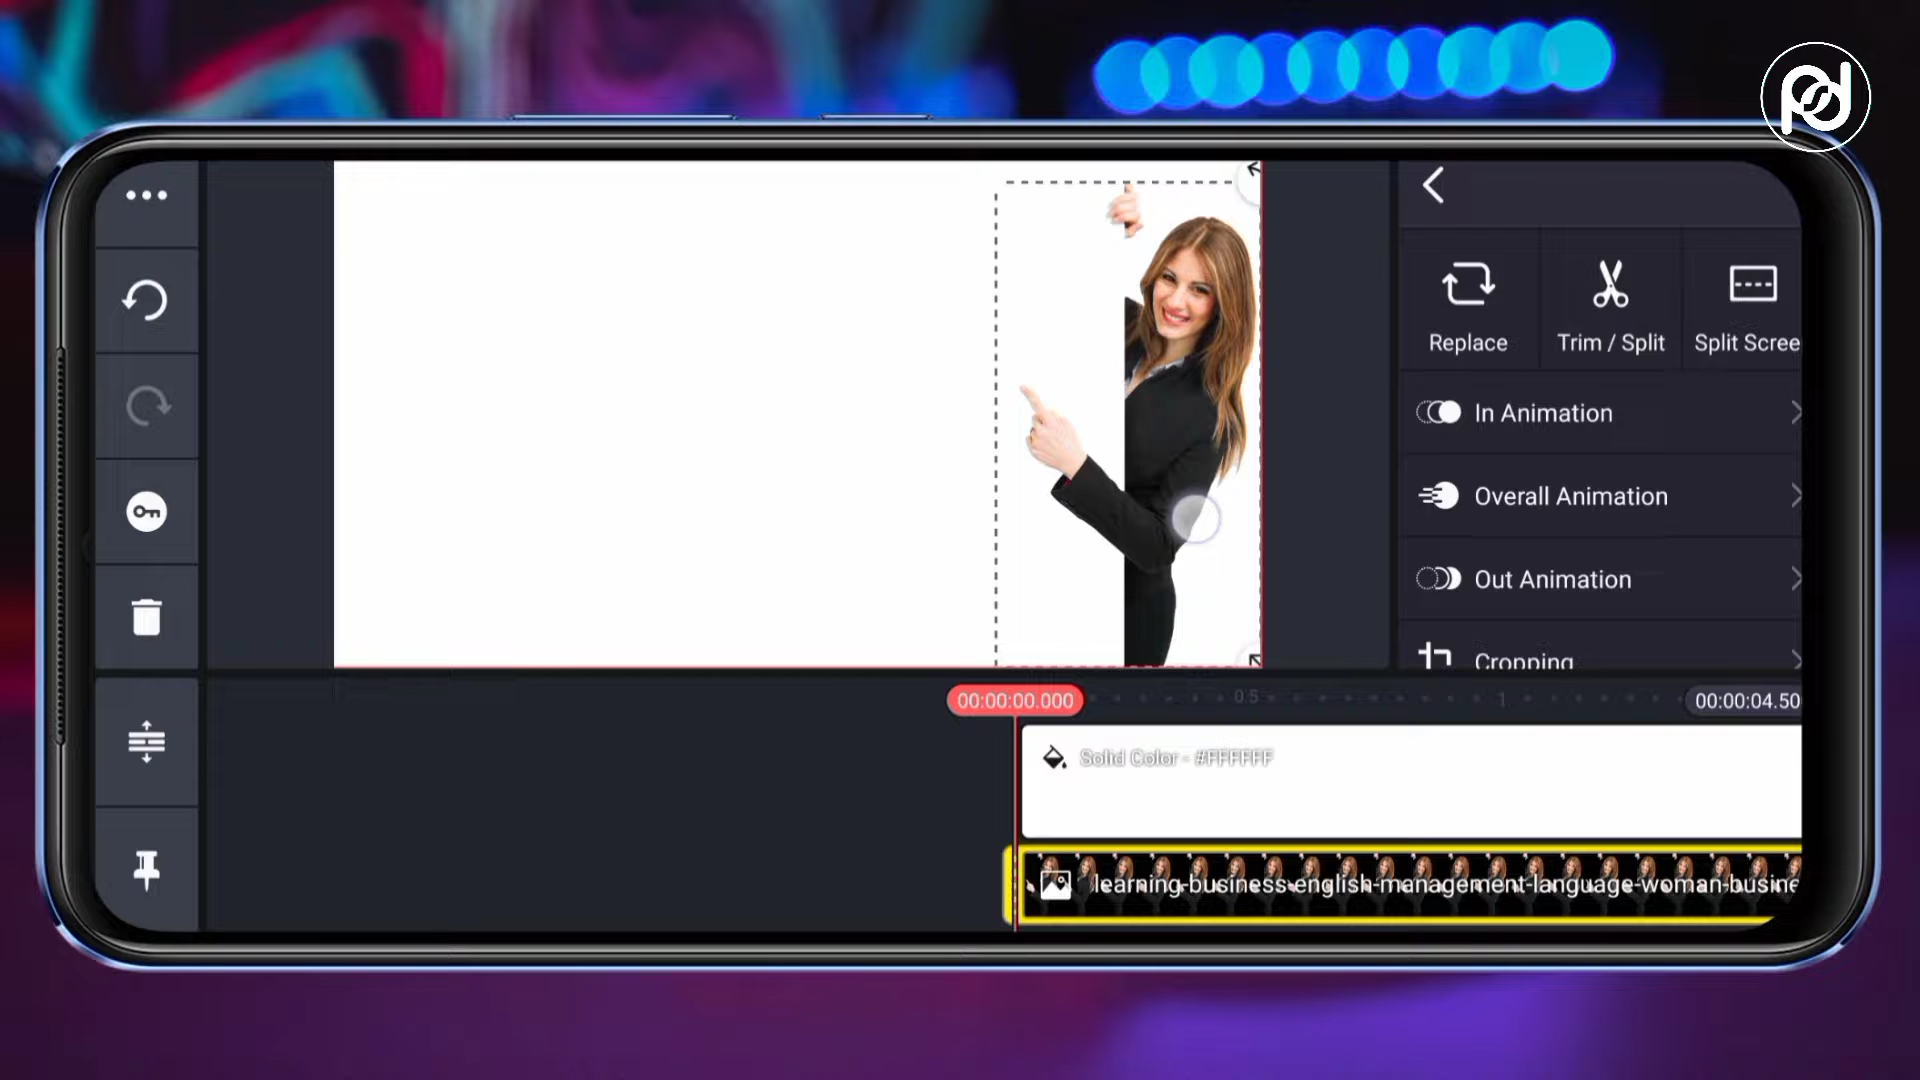 Replace
Trim / Split
Split Scree
In Animation
Overall Animation
Out Animation
Cropping
00:00:00.000
0.5
1
00:00:04.50
Solid Color - #FFFFFF
learning-business-english-management-language-woman-busine